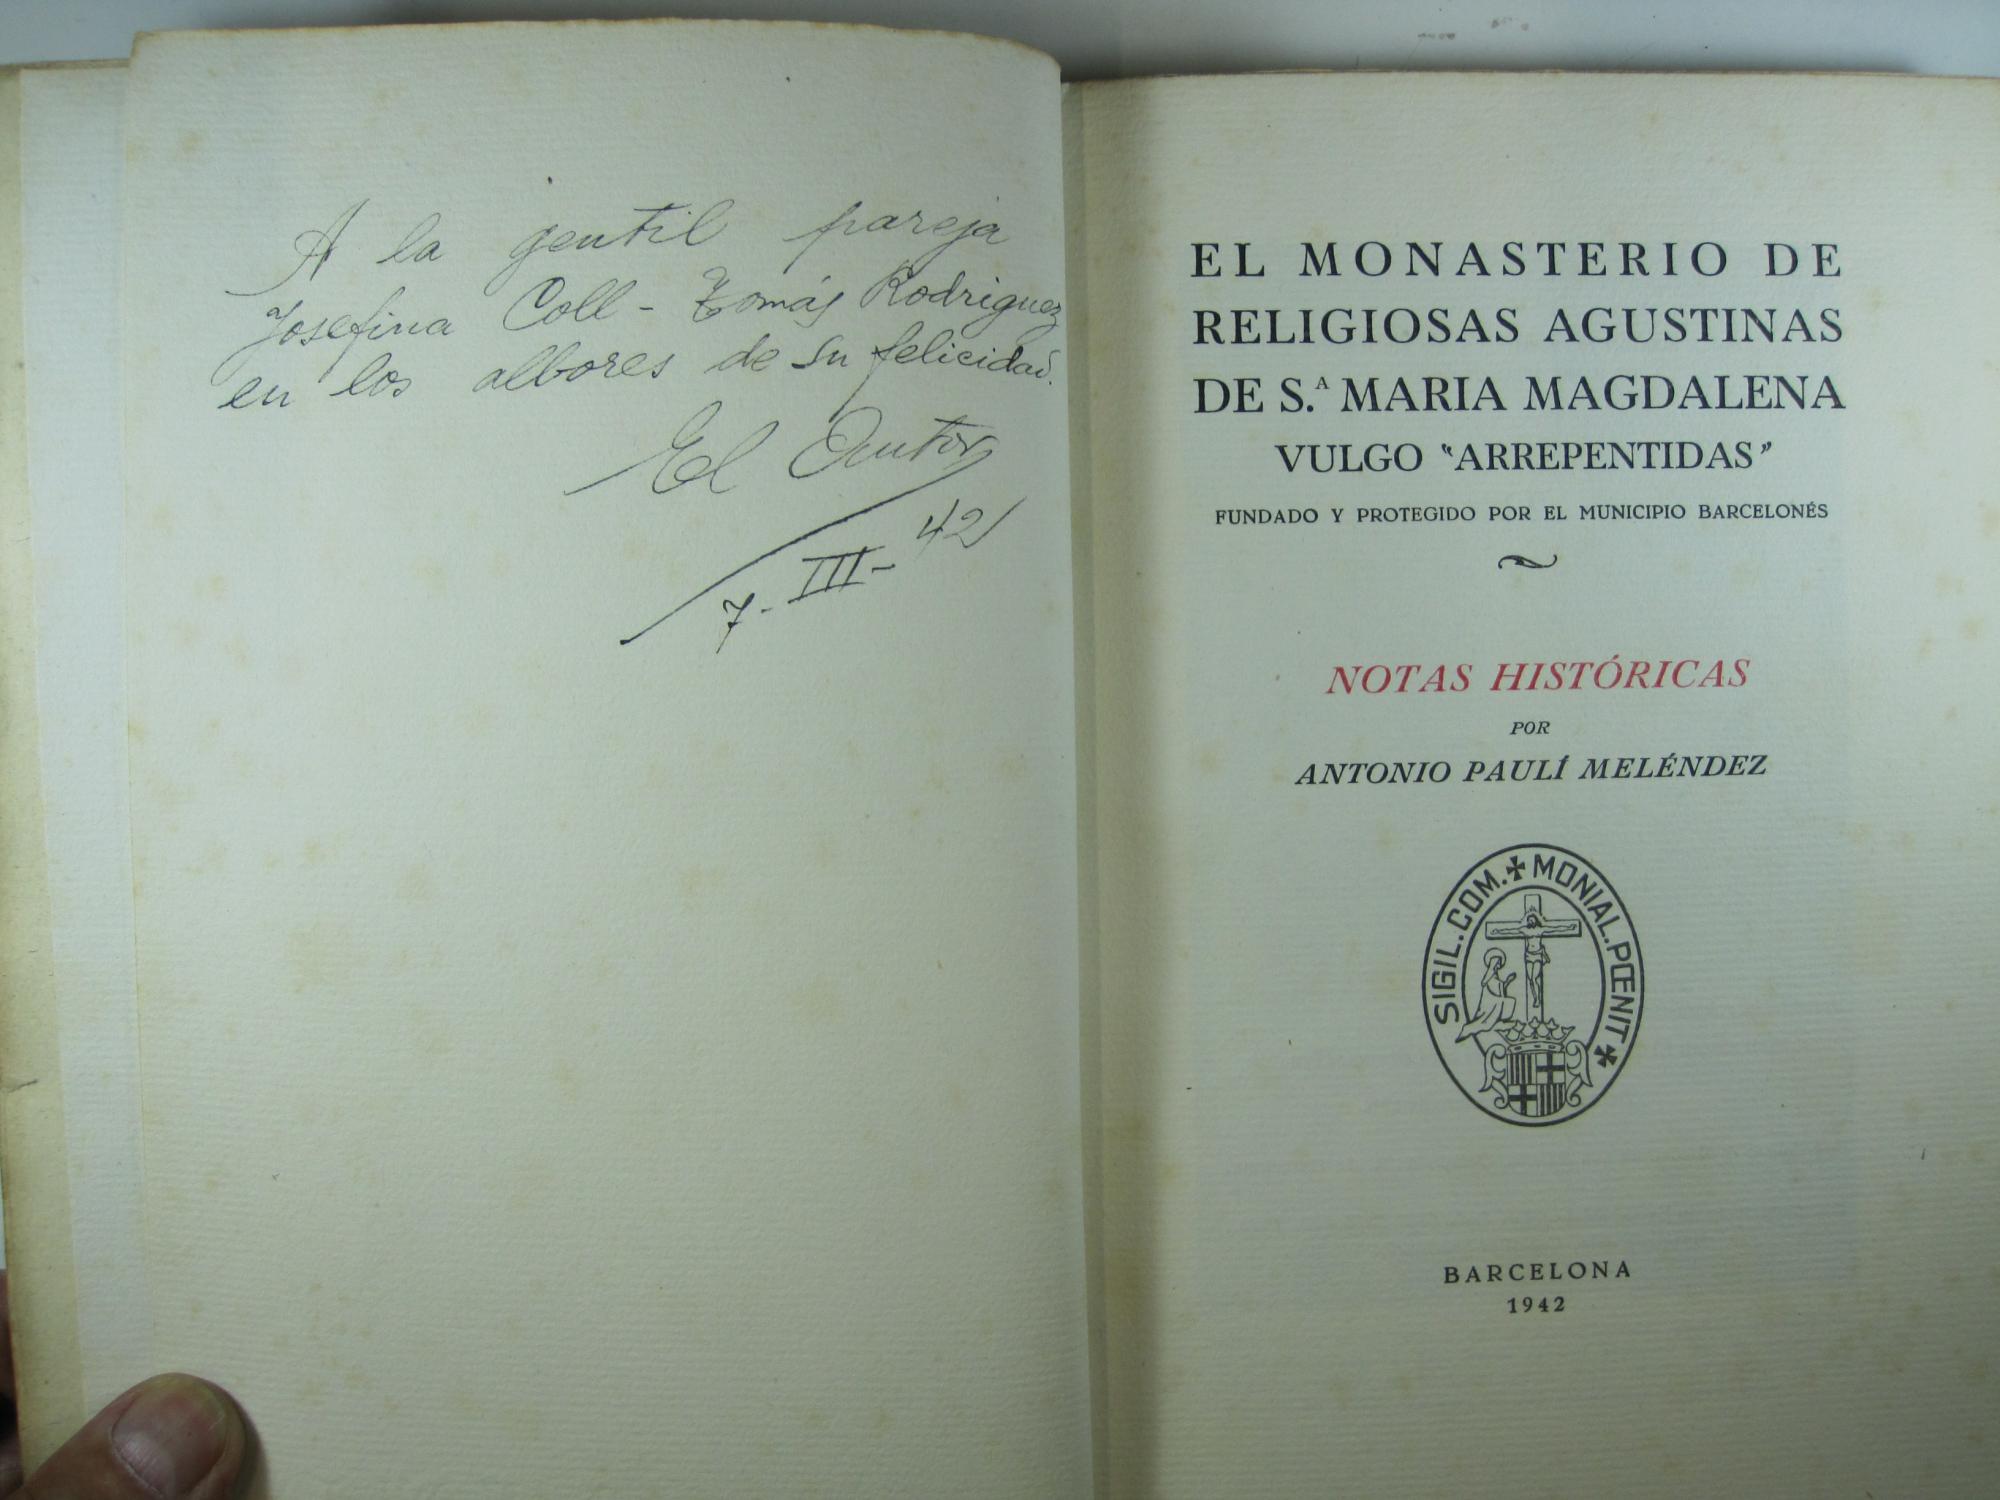 A la gentil pareja
Josefina Coll - Tomás Rodriguez
en los albores de su felicidad.
El Autor
7-III-42
EL MONASTERIO DE
RELIGIOSAS AGUSTINAS
DE S.ᴬ MARIA MAGDALENA
VULGO "ARREPENTIDAS"
FUNDADO Y PROTEGIDO POR EL MUNICIPIO BARCELONÉS
NOTAS HISTÓRICAS
POR
ANTONIO PAULÍ MELÉNDEZ
SIGIL.COM.✠MONIAL.PŒNIT✠
BARCELONA
1942